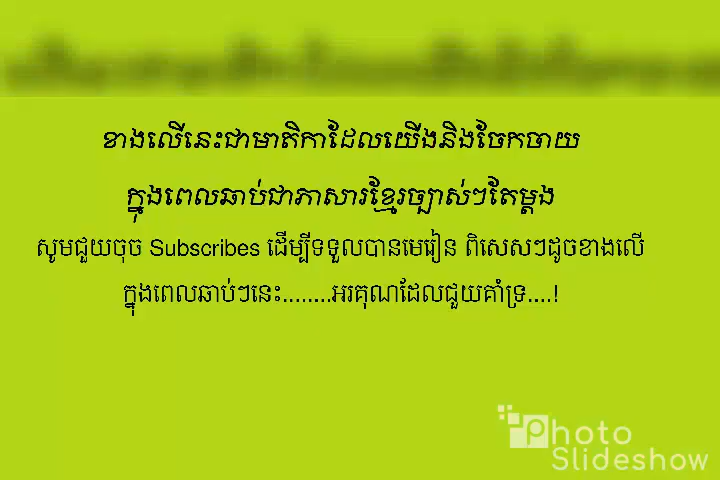 ខាងលើនេះជាមាតិកាដែលយើងនិងចែកចាយ
ក្នុងពេលឆាប់ជាភាសារខ្មែរច្បាស់ៗតែម្តង
សូមជួយចុច Subscribes ដើម្បីទទួលបានមេរៀន ពិសេសៗដូចខាងលើ
ក្នុងពេលឆាប់ៗនេះ........អរគុណដែលជួយគាំទ្រ....!
Photo
Slideshow